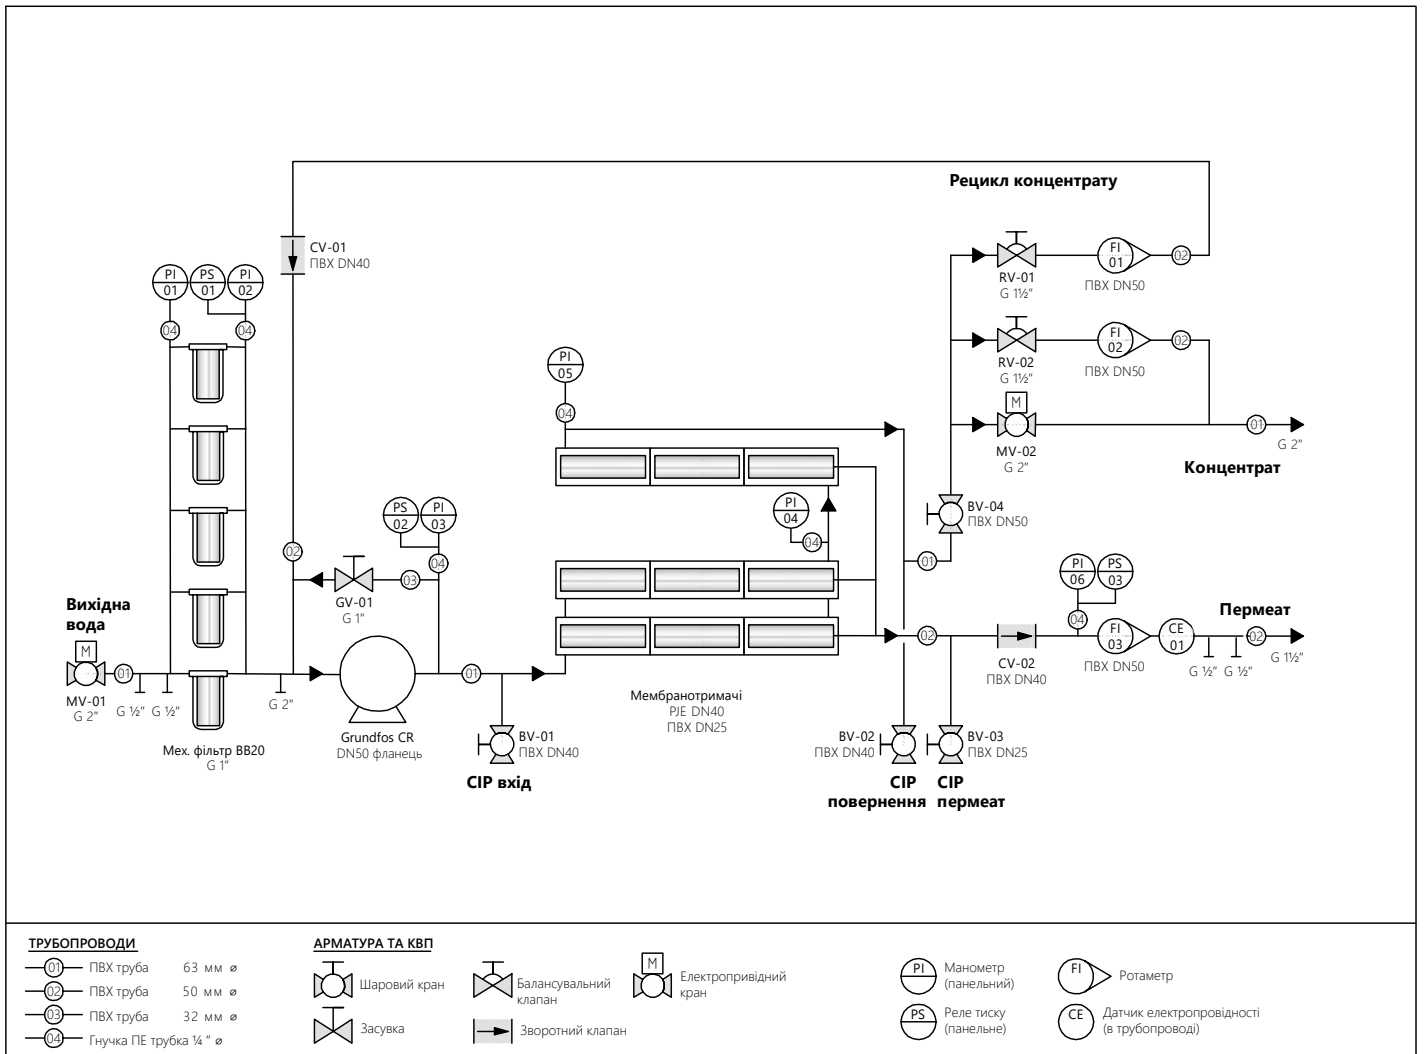 Рецикл концентрату
CV-01
ПВХ DN40
PI
01
PS
01
PI
02
04
04
RV-01
G 1½"
FI
01
02
ПВХ DN50
RV-02
G 1½"
FI
02
02
ПВХ DN50
PI
05
04
M
MV-02
G 2"
01
G 2"
Концентрат
PS
02
PI
03
04
PI
04
04
BV-04
ПВХ DN50
01
02
03
GV-01
G 1"
PI
06
PS
03
04
Вихідна
вода
M
MV-01
G 2"
01
G ½"
G ½"
G 2"
Мех. фільтр BB20
G 1"
Grundfos CR
DN50 фланець
01
BV-01
ПВХ DN40
CIP вхід
Мембранотримачі
PJE DN40
ПВХ DN25
02
CV-02
ПВХ DN40
FI
03
ПВХ DN50
CE
01
G ½"
G ½"
02
G 1½"
Пермеат
BV-02
ПВХ DN40
BV-03
ПВХ DN25
CIP
повернення
CIP
пермеат
ТРУБОПРОВОДИ
01 ПВХ труба 63 мм ø
02 ПВХ труба 50 мм ø
03 ПВХ труба 32 мм ø
04 Гнучка ПЕ трубка ¼ " ø
АРМАТУРА ТА КВП
Шаровий кран
Засувка
Балансувальний
клапан
Зворотний клапан
M
Електропривідний
кран
PI
Манометр
(панельний)
PS
Реле тиску
(панельне)
FI
Ротаметр
CE
Датчик електропровідності
(в трубопроводі)